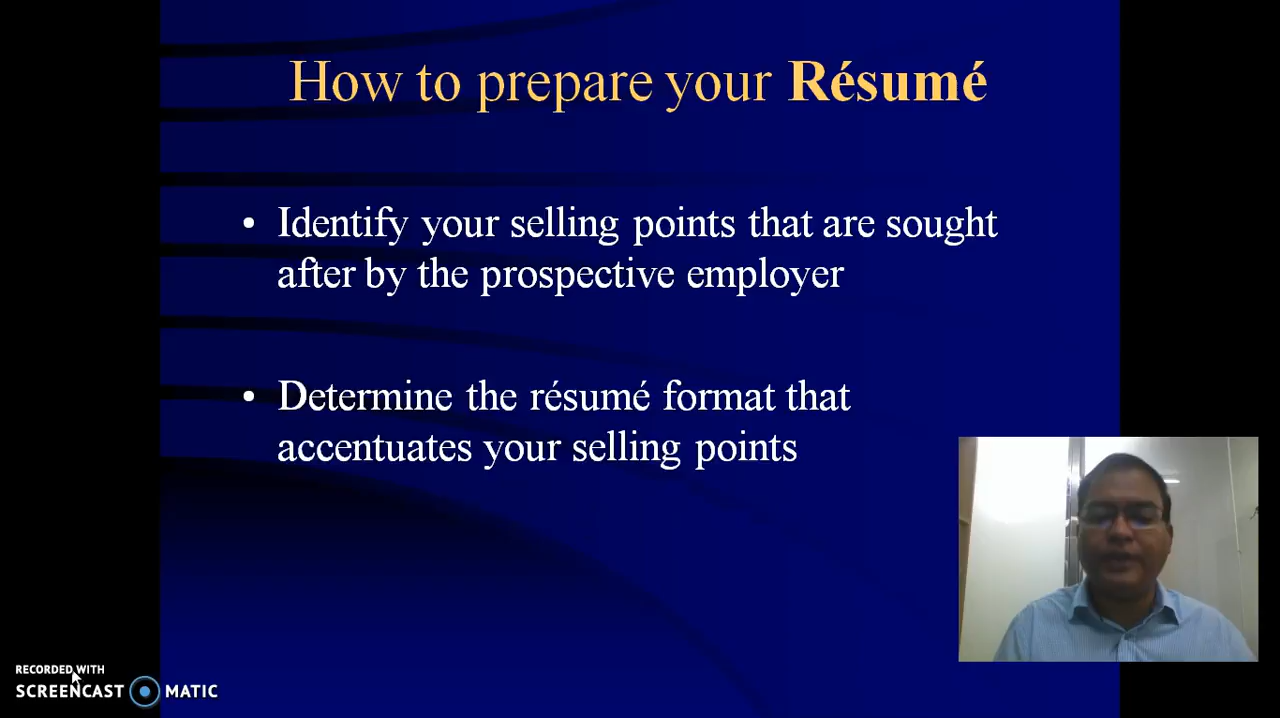 How to prepare your Résumé
• Identify your selling points that are sought
after by the prospective employer
• Determine the résumé format that
accentuates your selling points
RECORDED WITH
SCREENCAST MATIC